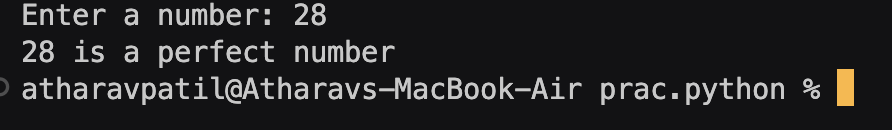 Enter a number: 28
28 is a perfect number
atharavpatil@Atharavs-MacBook-Air prac.python %